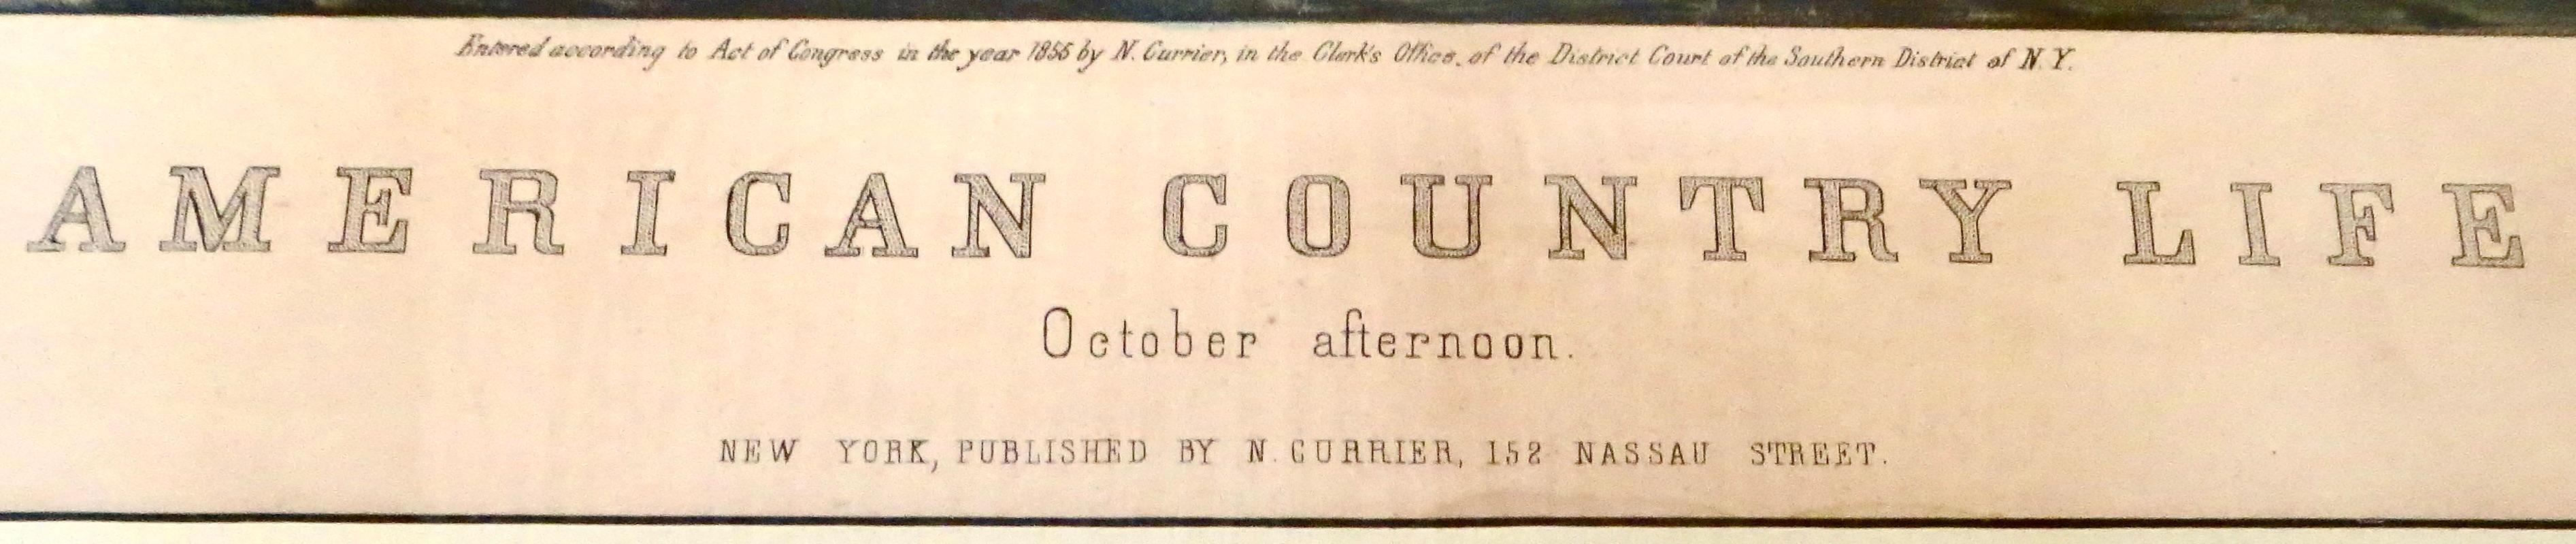 Entered according to Act of Congress in the year 1855 by N. Currier, in the Clerk's Office, of the District Court of the Southern District of N. Y.
AMERICAN COUNTRY LIFE
October afternoon.
NEW YORK, PUBLISHED BY N. CURRIER, 152 NASSAU STREET.